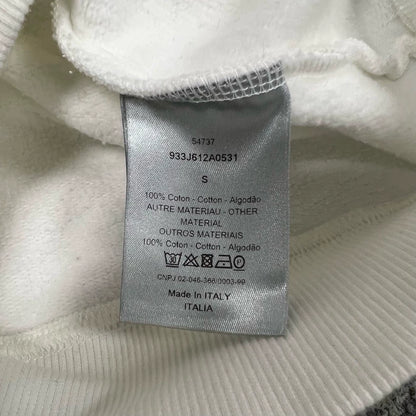 54737
933J612A0531
S
100% Coton - Cotton - Algodão
AUTRE MATERIAU - OTHER
MATERIAL
OUTROS MATERIAIS
100% Coton - Cotton - Algodão
CNPJ 02-046-366/0003-99
Made In ITALY
ITALIA